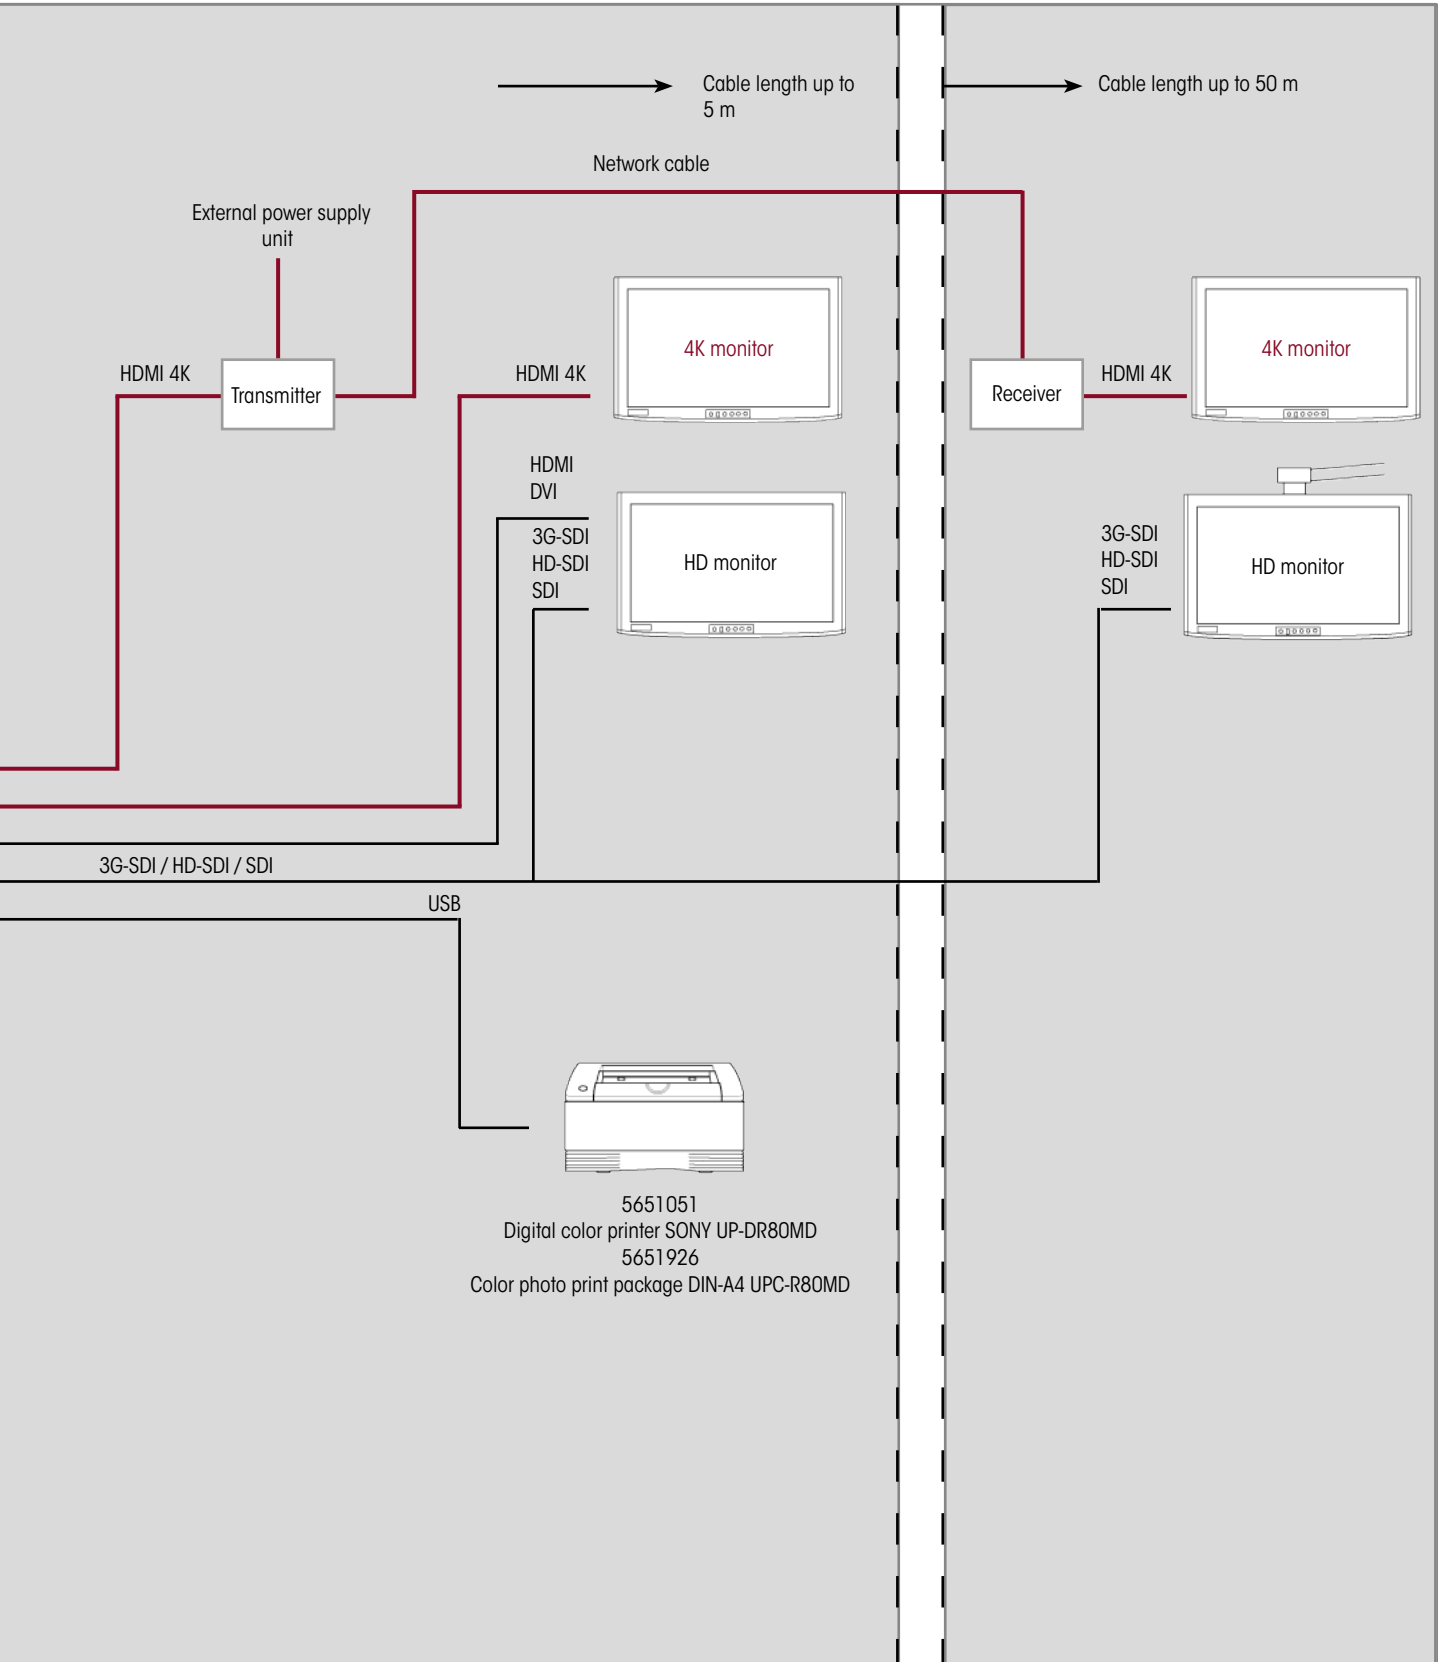 Cable length up to
5 m
Cable length up to 50 m
Network cable
External power supply
unit
HDMI 4K
Transmitter
HDMI 4K
4K monitor
Receiver
HDMI 4K
4K monitor
HDMI
DVI
3G-SDI
HD-SDI
SDI
HD monitor
3G-SDI
HD-SDI
SDI
HD monitor
3G-SDI / HD-SDI / SDI
USB
5651051
Digital color printer SONY UP-DR80MD
5651926
Color photo print package DIN-A4 UPC-R80MD